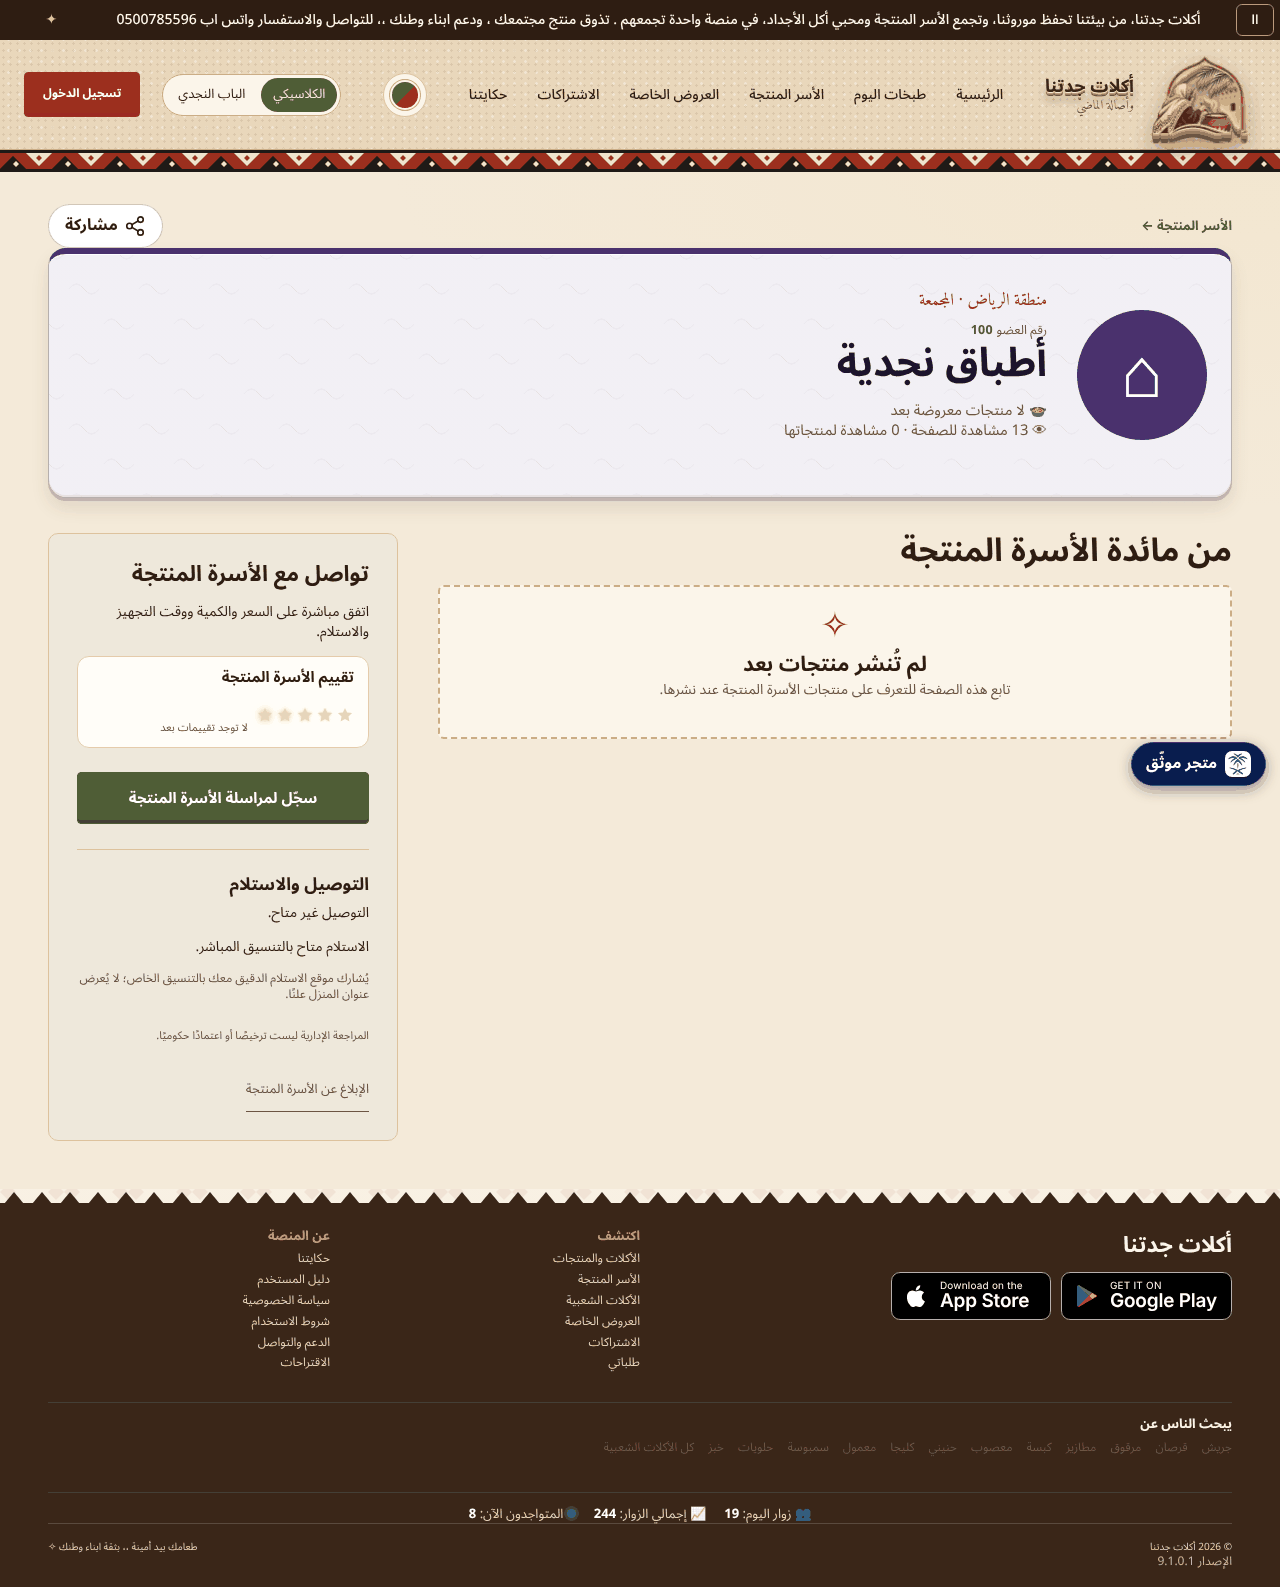 أكلات جدتنا، من بيئتنا تحفظ موروثنا، وتجمع الأسر المنتجة ومحبي أكل الأجداد، في منصة واحدة تجمعهم . تذوق منتج مجتمعك ، ودعم ابناء وطنك ،، للتواصل والاستفسار واتس اب 0500785596
أكلات جدتنا
وأصالة الماضي
الرئيسية
طبخات اليوم
الأسر المنتجة
العروض الخاصة
الاشتراكات
حكايتنا
الكلاسيكي
الباب النجدي
تسجيل الدخول
الأسر المنتجة ←
مشاركة
منطقة الرياض · المجمعة
رقم العضو 100
أطباق نجدية
لا منتجات معروضة بعد
13 مشاهدة للصفحة · 0 مشاهدة لمنتجاتها
من مائدة الأسرة المنتجة
لم تُنشر منتجات بعد
تابع هذه الصفحة للتعرف على منتجات الأسرة المنتجة عند نشرها.
متجر موثّق
تواصل مع الأسرة المنتجة
اتفق مباشرة على السعر والكمية ووقت التجهيز
والاستلام.
تقييم الأسرة المنتجة
لا توجد تقييمات بعد
سجّل لمراسلة الأسرة المنتجة
التوصيل والاستلام
التوصيل غير متاح.
الاستلام متاح بالتنسيق المباشر.
يُشارك موقع الاستلام الدقيق معك بالتنسيق الخاص؛ لا يُعرض
عنوان المنزل علنًا.
المراجعة الإدارية ليست ترخيصًا أو اعتمادًا حكوميًا.
الإبلاغ عن الأسرة المنتجة
أكلات جدتنا
GET IT ON
Google Play
Download on the
App Store
اكتشف
الأكلات والمنتجات
الأسر المنتجة
الأكلات الشعبية
العروض الخاصة
الاشتراكات
طلباتي
عن المنصة
حكايتنا
دليل المستخدم
سياسة الخصوصية
شروط الاستخدام
الدعم والتواصل
الاقتراحات
يبحث الناس عن
جريش قرصان مرقوق مطازيز كبسة معصوب حنيني كليجا معمول سمبوسة حلويات خبز كل الأكلات الشعبية
زوار اليوم: 19
إجمالي الزوار: 244
المتواجدون الآن: 8
© 2026 أكلات جدتنا
الإصدار 9.1.0.1
طعامك بيد أمينة ،، بثقة ابناء وطنك ✧